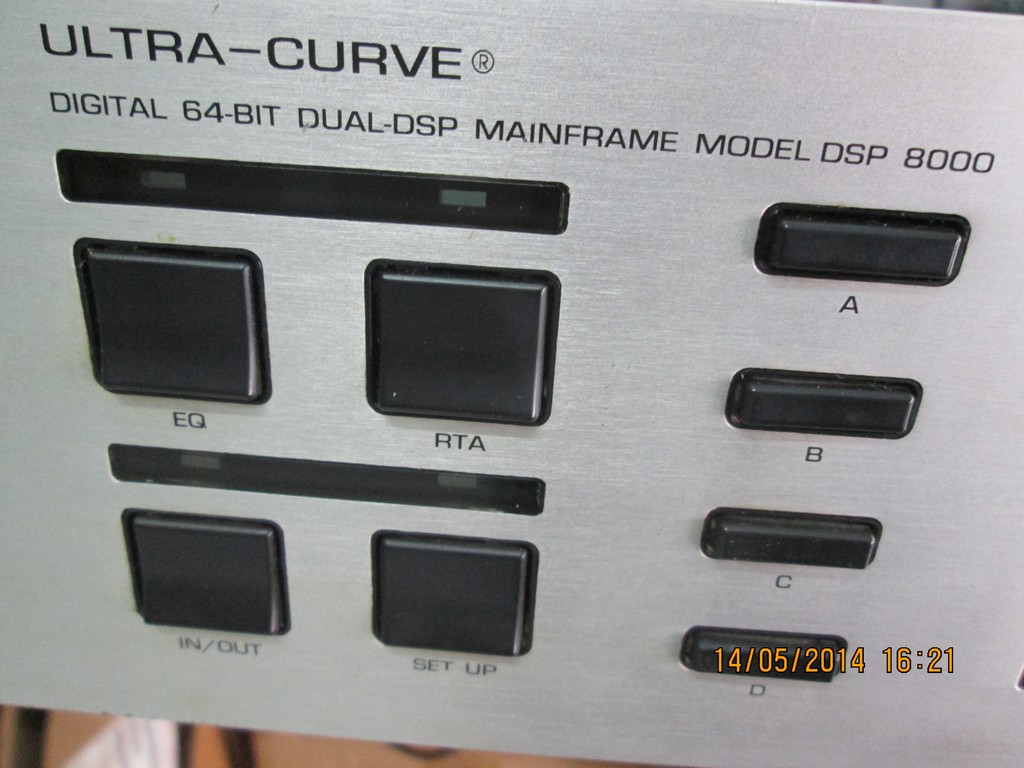 ULTRA-CURVE®
DIGITAL 64-BIT DUAL-DSP MAINFRAME MODEL DSP 8000
A
EQ
RTA
B
C
IN/OUT
SET UP
D
14/05/2014 16:21